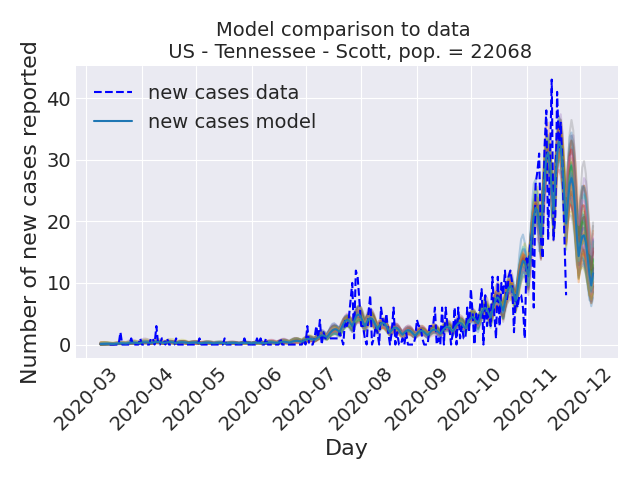 Model comparison to data
US - Tennessee - Scott, pop. = 22068
Number of new cases reported
40
30
20
10
0
new cases data
new cases model
2020-03
2020-04
2020-05
2020-06
2020-07
2020-08
2020-09
2020-10
2020-11
2020-12
Day